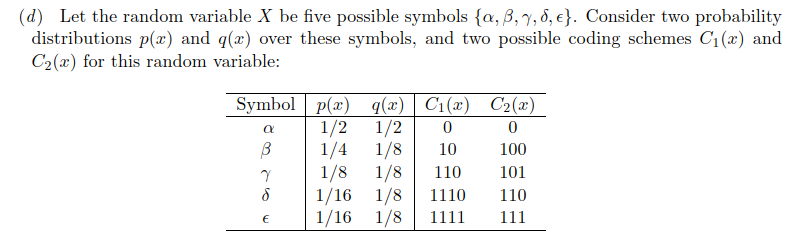 (d) Let the random variable X be five possible symbols {α, β, γ, δ, ϵ}. Consider two probability
distributions p(x) and q(x) over these symbols, and two possible coding schemes C₁(x) and
C₂(x) for this random variable:
Symbol p(x) q(x) C₁(x) C₂(x)
α 1/2 1/2 0 0
β 1/4 1/8 10 100
γ 1/8 1/8 110 101
δ 1/16 1/8 1110 110
ϵ 1/16 1/8 1111 111